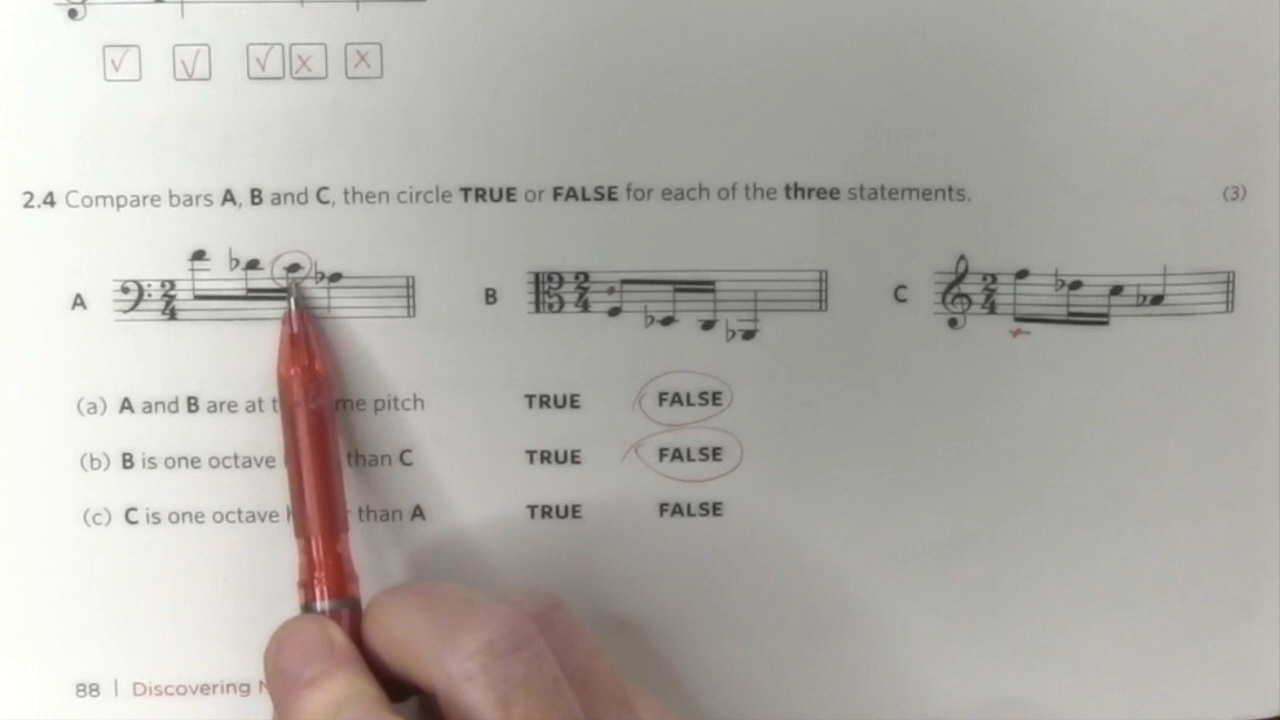 2.4 Compare bars A, B and C, then circle TRUE or FALSE for each of the three statements. (3)
A B C
(a) A and B are at me pitch TRUE FALSE
(b) B is one octave than C TRUE FALSE
(c) C is one octave than A TRUE FALSE
88 | Discovering